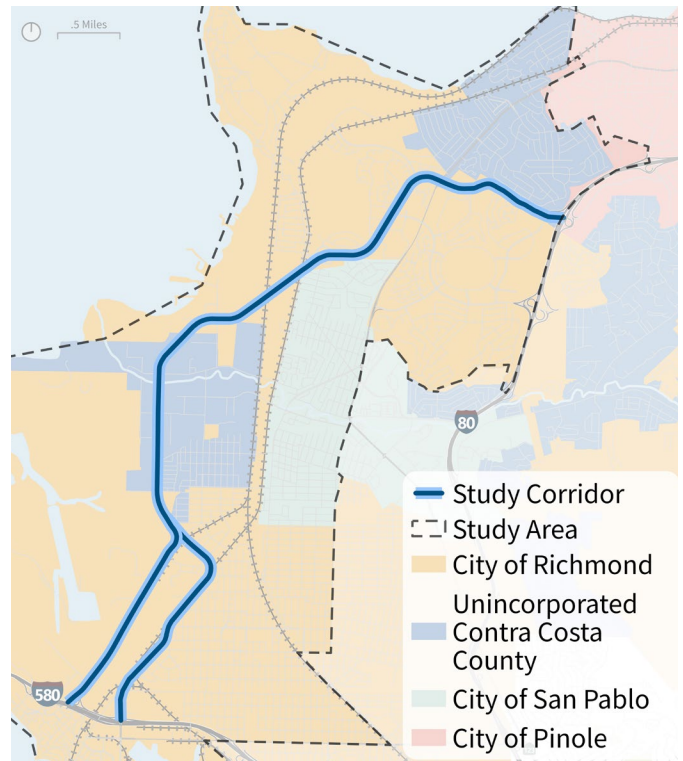 .5 Miles
80
580
Study Corridor
Study Area
City of Richmond
Unincorporated
Contra Costa
County
City of San Pablo
City of Pinole